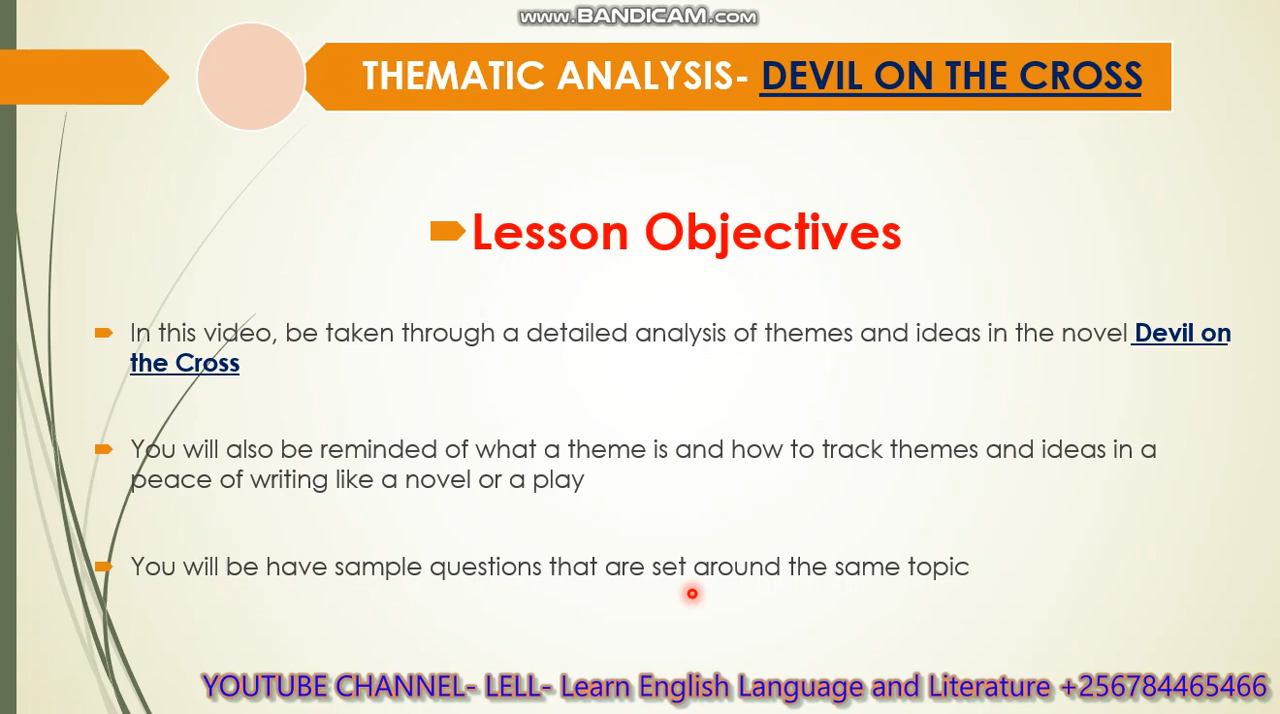 www.BANDICAM.com
THEMATIC ANALYSIS- DEVIL ON THE CROSS
Lesson Objectives
In this video, be taken through a detailed analysis of themes and ideas in the novel Devil on
the Cross
You will also be reminded of what a theme is and how to track themes and ideas in a
peace of writing like a novel or a play
You will be have sample questions that are set around the same topic
YOUTUBE CHANNEL- LELL- Learn English Language and Literature +256784465466